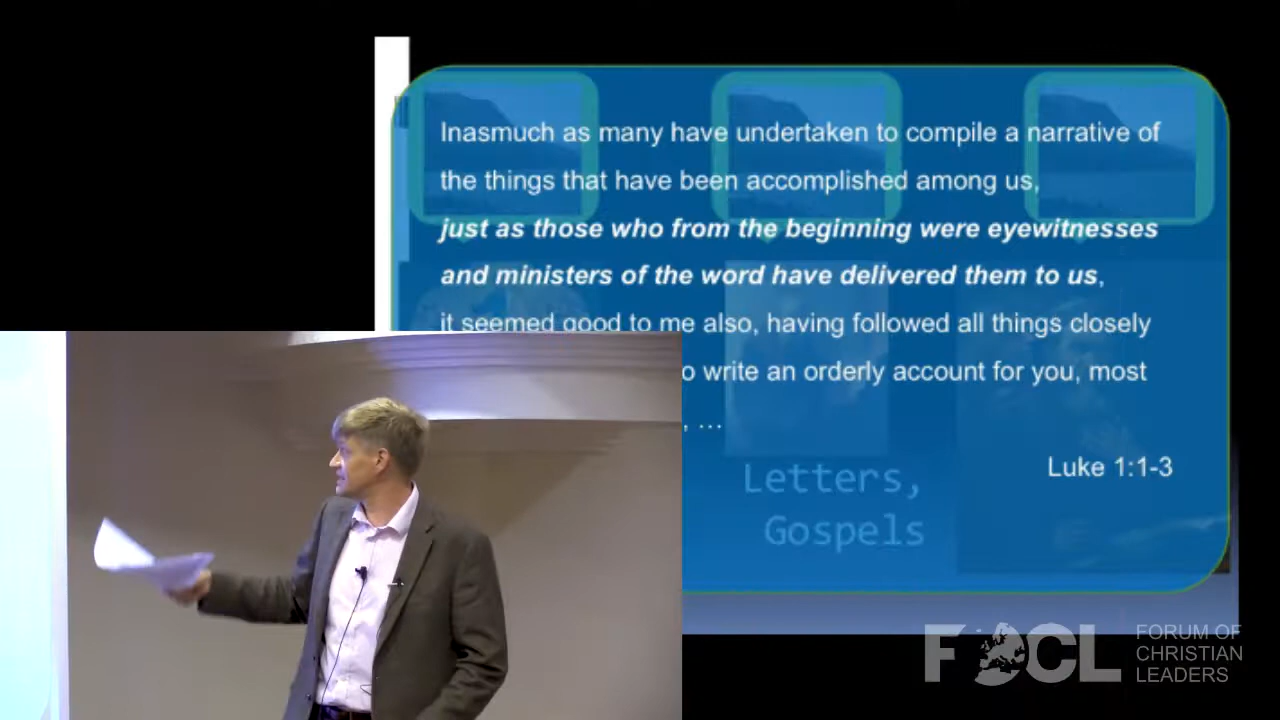 Inasmuch as many have undertaken to compile a narrative of
the things that have been accomplished among us,
just as those who from the beginning were eyewitnesses
and ministers of the word have delivered them to us,
it seemed good to me also, having followed all things closely
o write an orderly account for you, most
, ...
Luke 1:1-3
Letters,
Gospels
FOCL
FORUM OF
CHRISTIAN
LEADERS